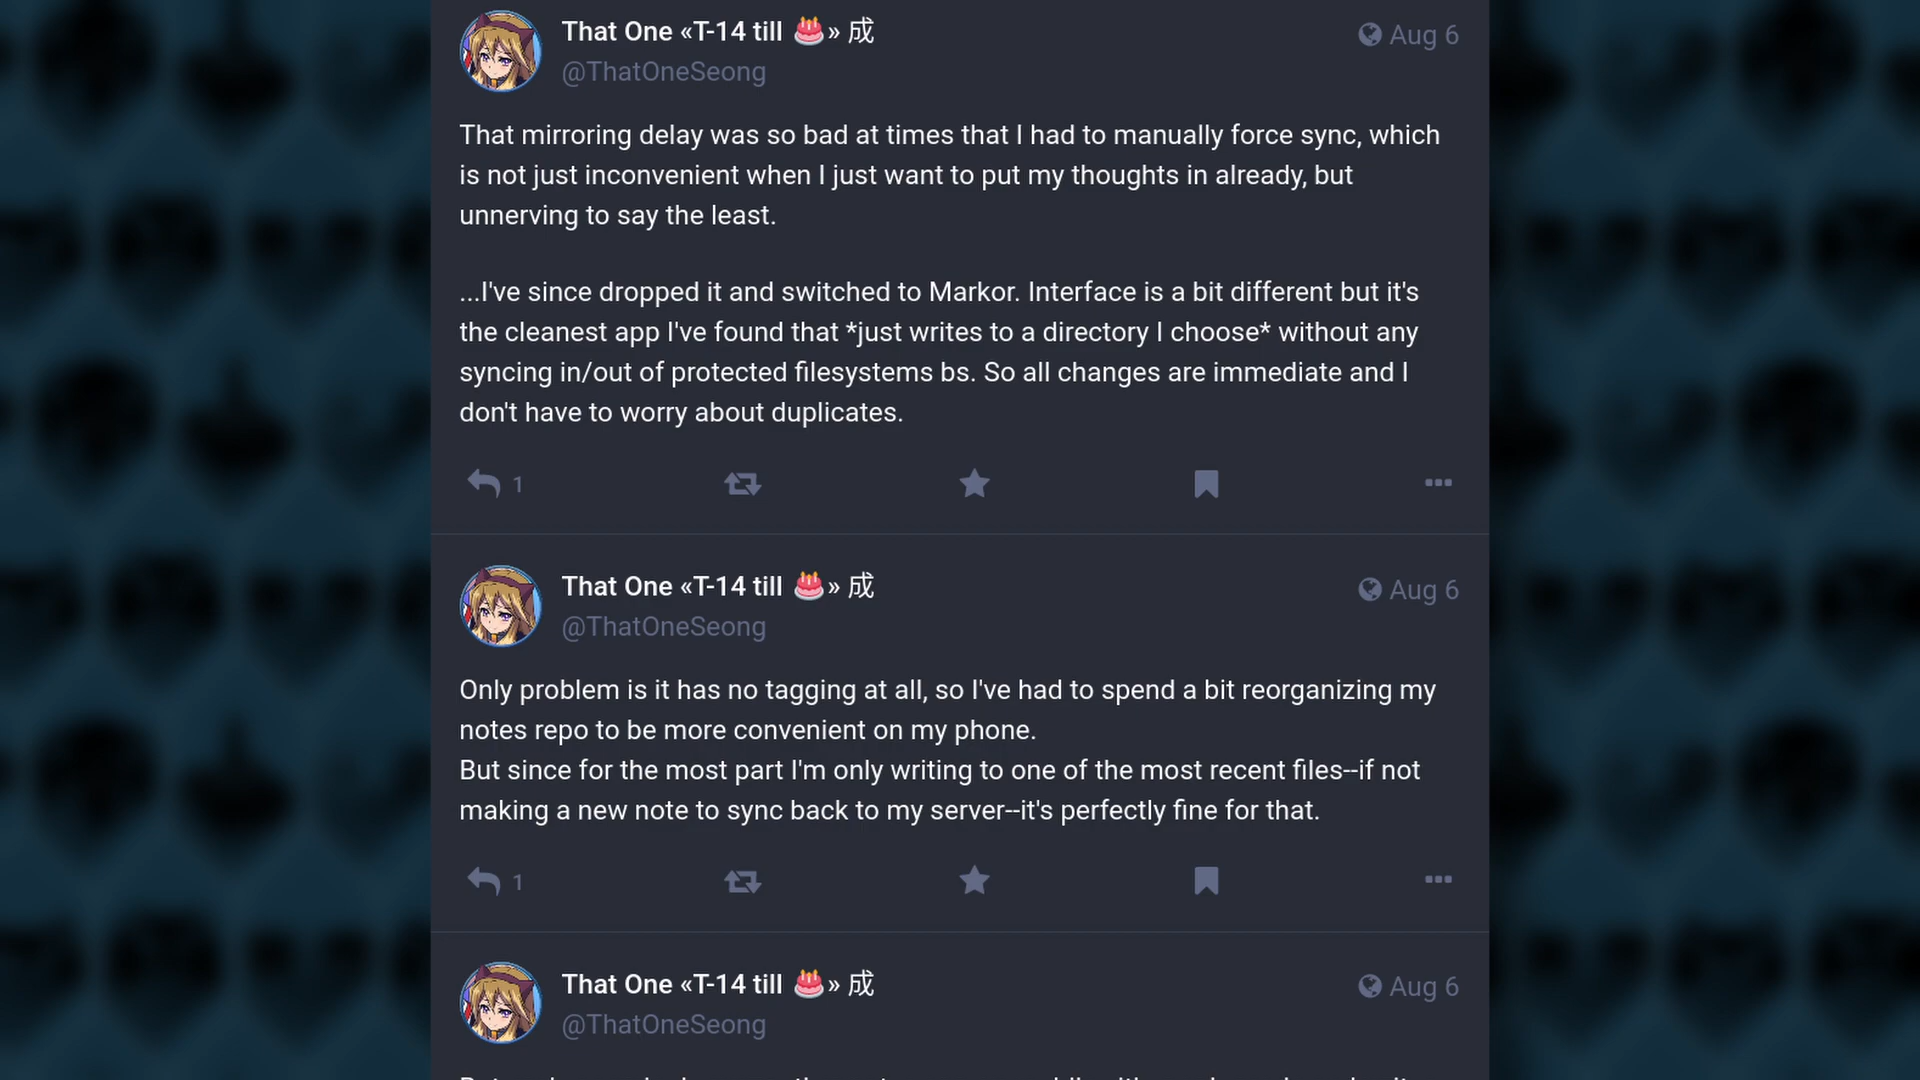 That One «T-14 till 🎂» 成
Aug 6
@ThatOneSeong
That mirroring delay was so bad at times that I had to manually force sync, which
is not just inconvenient when I just want to put my thoughts in already, but
unnerving to say the least.
...I've since dropped it and switched to Markor. Interface is a bit different but it's
the cleanest app I've found that *just writes to a directory I choose* without any
syncing in/out of protected filesystems bs. So all changes are immediate and I
don't have to worry about duplicates.
1
That One «T-14 till 🎂» 成
Aug 6
@ThatOneSeong
Only problem is it has no tagging at all, so I've had to spend a bit reorganizing my
notes repo to be more convenient on my phone.
But since for the most part I'm only writing to one of the most recent files--if not
making a new note to sync back to my server--it's perfectly fine for that.
1
That One «T-14 till 🎂» 成
Aug 6
@ThatOneSeong